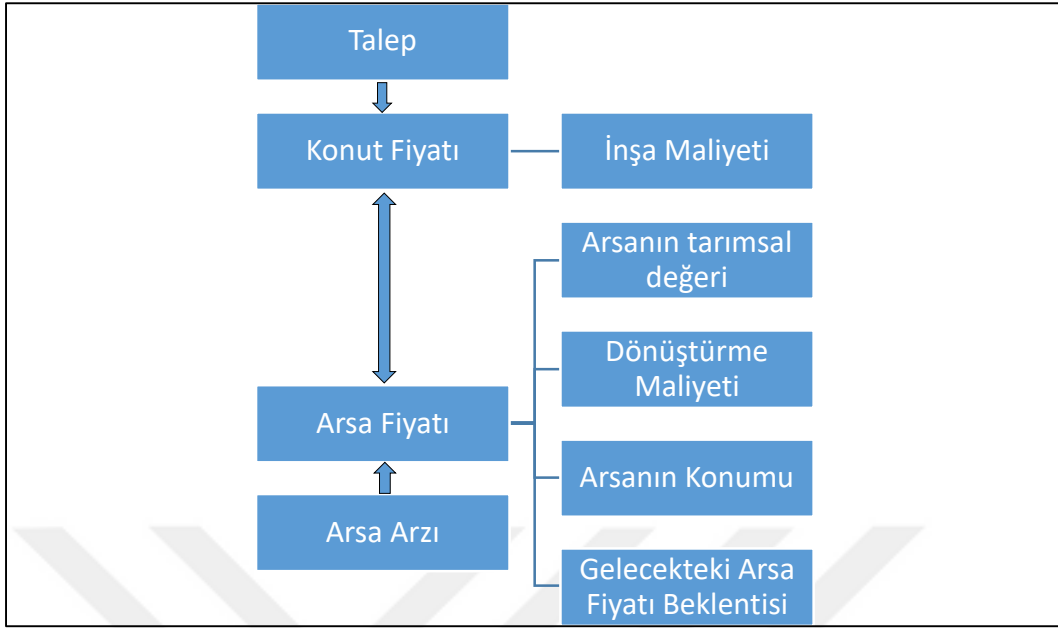 Talep
Konut Fiyatı
İnşa Maliyeti
Arsanın tarımsal
değeri
Dönüştürme
Maliyeti
Arsa Fiyatı
Arsanın Konumu
Arsa Arzı
Gelecekteki Arsa
Fiyatı Beklentisi